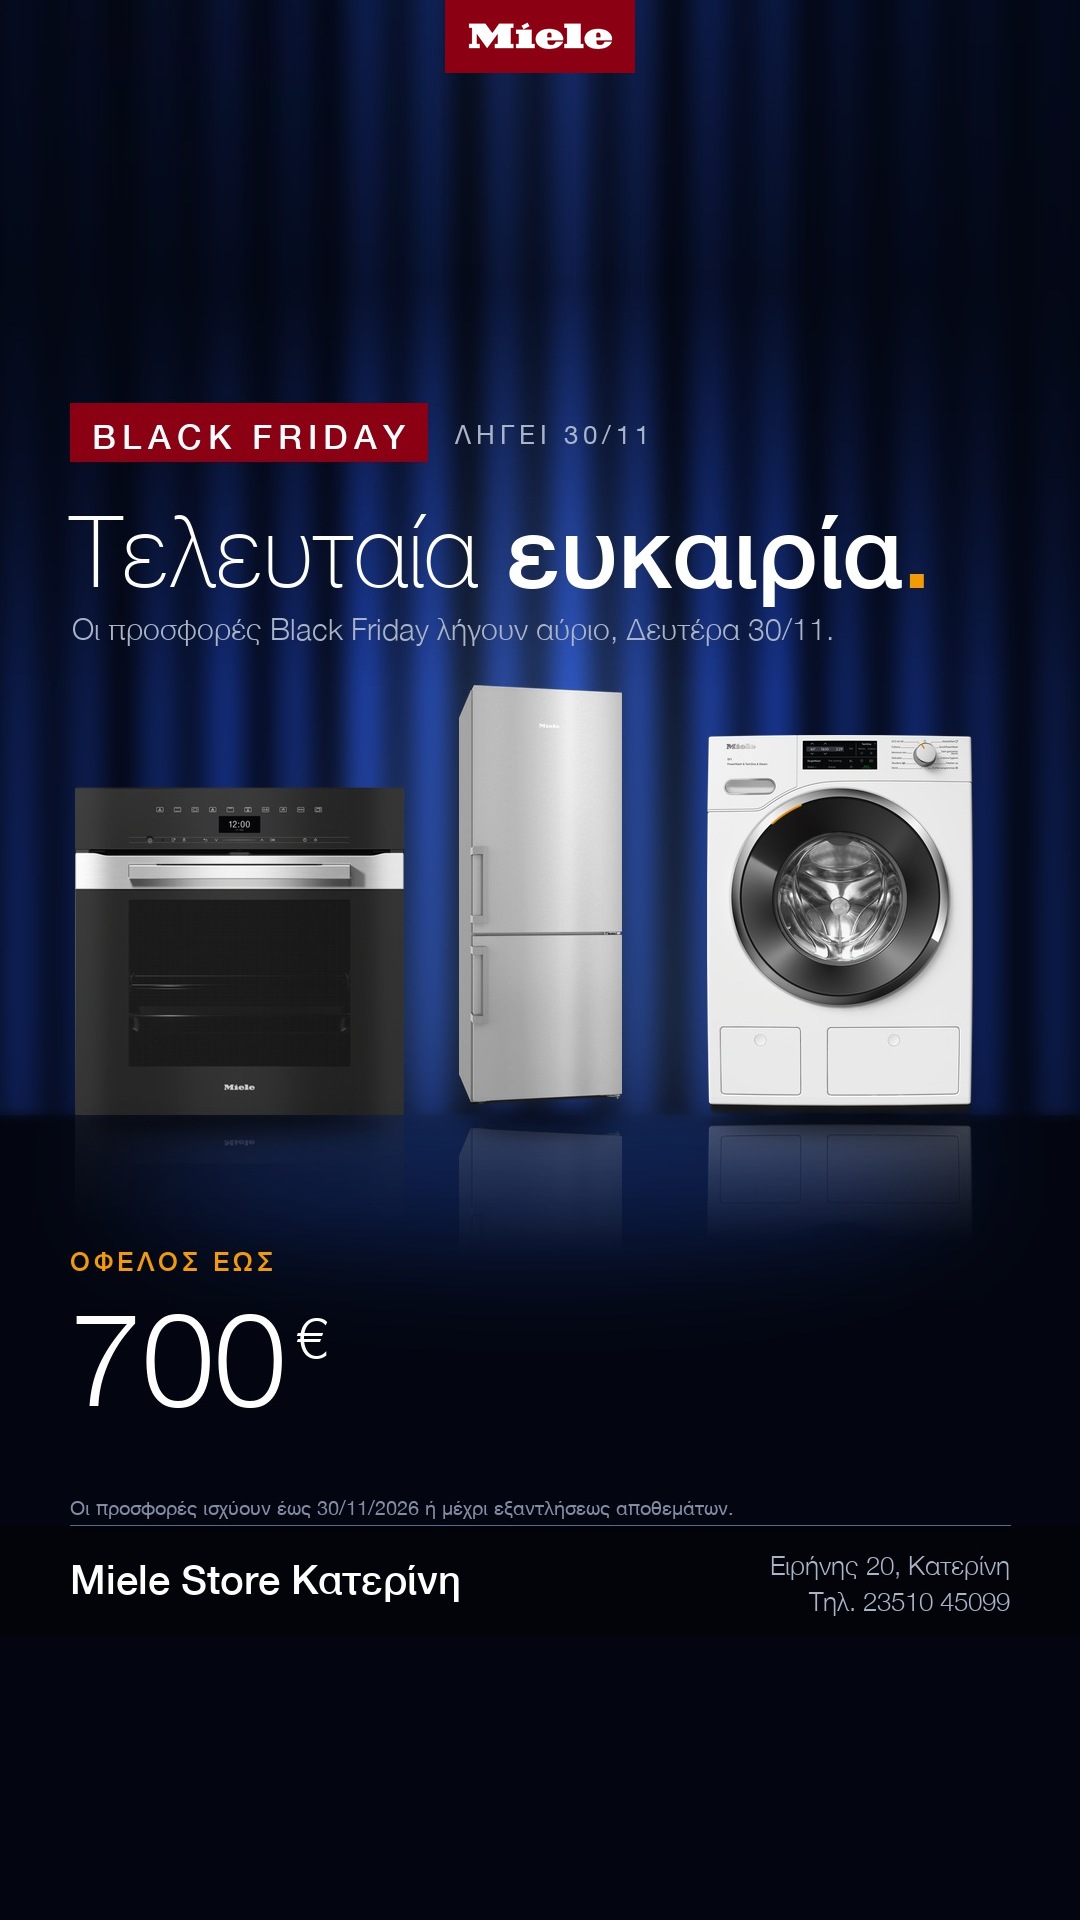 Miele
BLACK FRIDAY ΛΗΓΕΙ 30/11
Τελευταία ευκαιρία.
Οι προσφορές Black Friday λήγουν αύριο, Δευτέρα 30/11.
Miele
Miele
12:00
Miele
ΟΦΕΛΟΣ ΕΩΣ
700 €
Οι προσφορές ισχύουν έως 30/11/2026 ή μέχρι εξαντλήσεως αποθεμάτων.
Miele Store Κατερίνη
Ειρήνης 20, Κατερίνη
Τηλ. 23510 45099